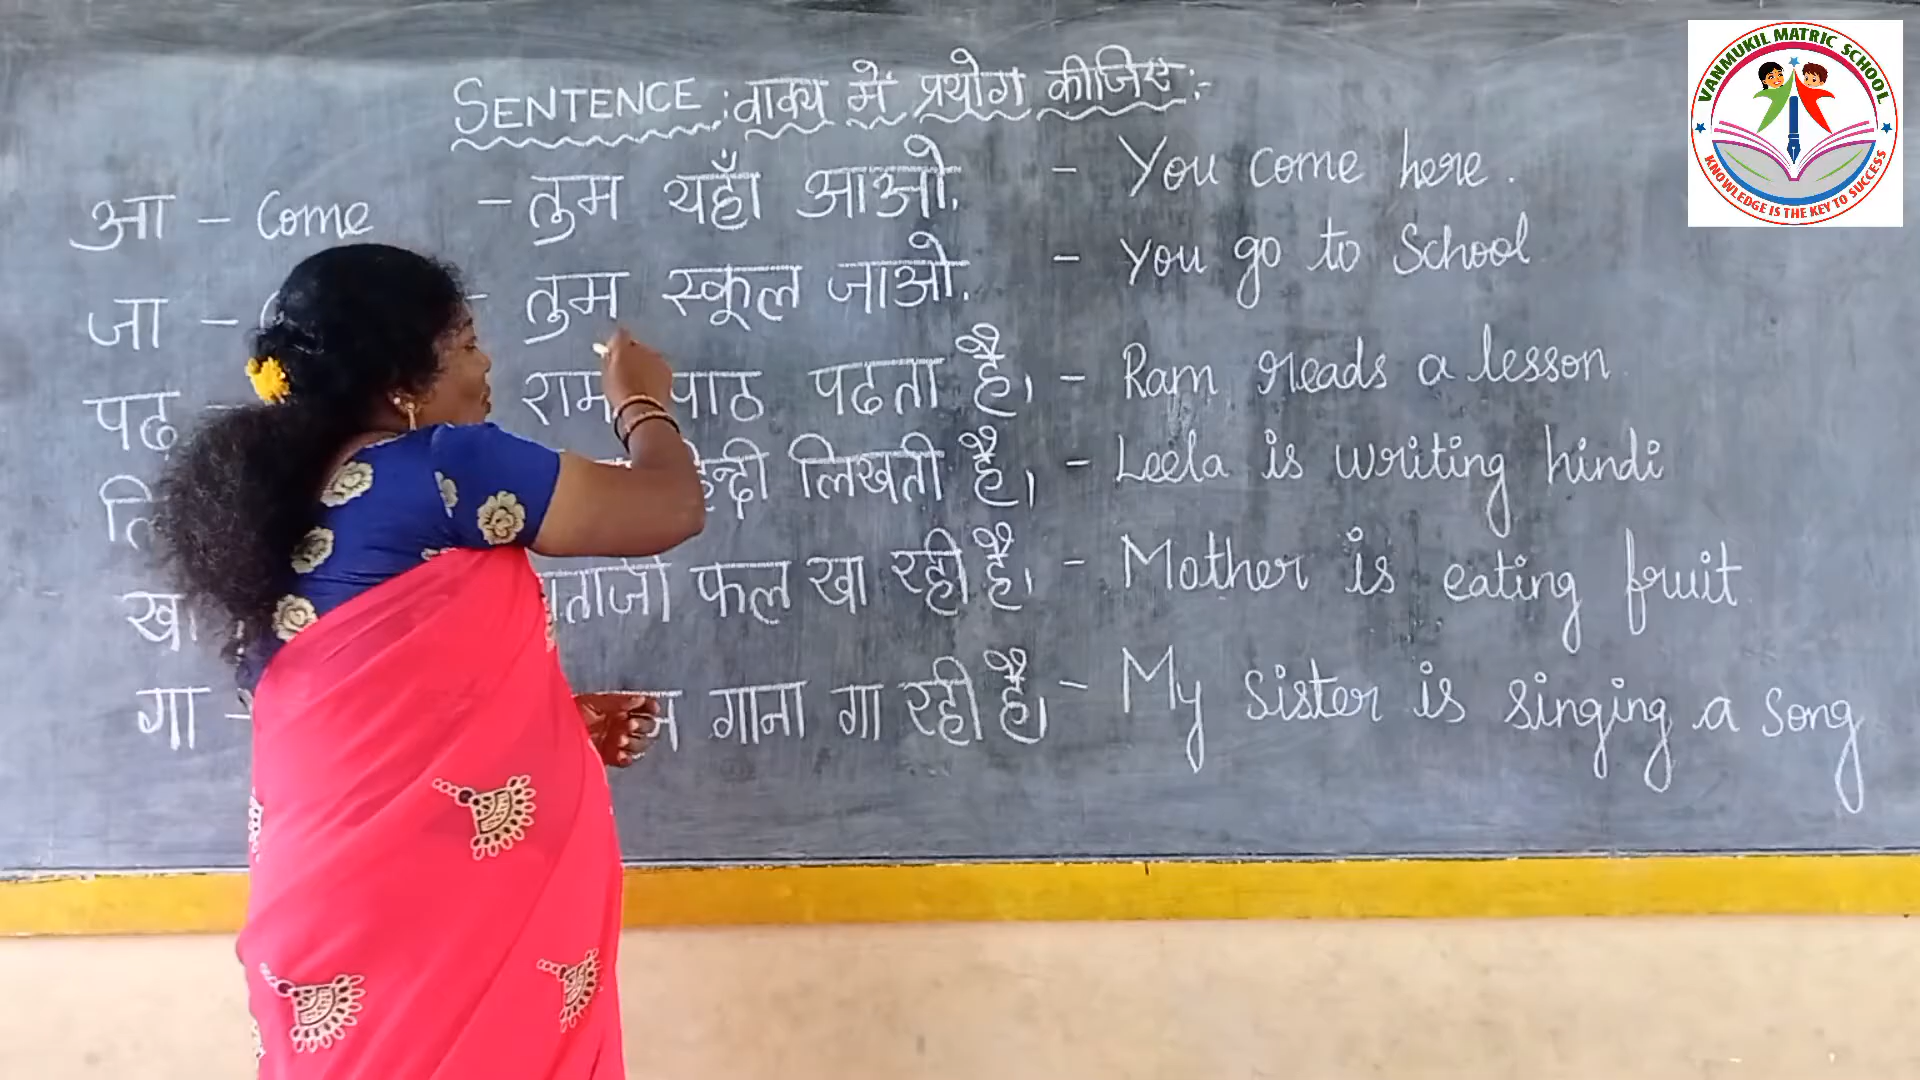 SENTENCE : वाक्य में प्रयोग कीजिए :-
आ - Come - तुम यहाँ आओ. - You come here.
जा - - तुम स्कूल जाओ. - you go to School
पढ - राम पाठ पढता है। - Ram reads a lesson
हिन्दी लिखती है। - Leela is writing hindi
खा फल खा रही है। - Mother is eating fruit
गा - गाना गा रही है। - My sister is singing a song
VANMUKIL MATRIC SCHOOL
KNOWLEDGE IS THE KEY TO SUCCESS